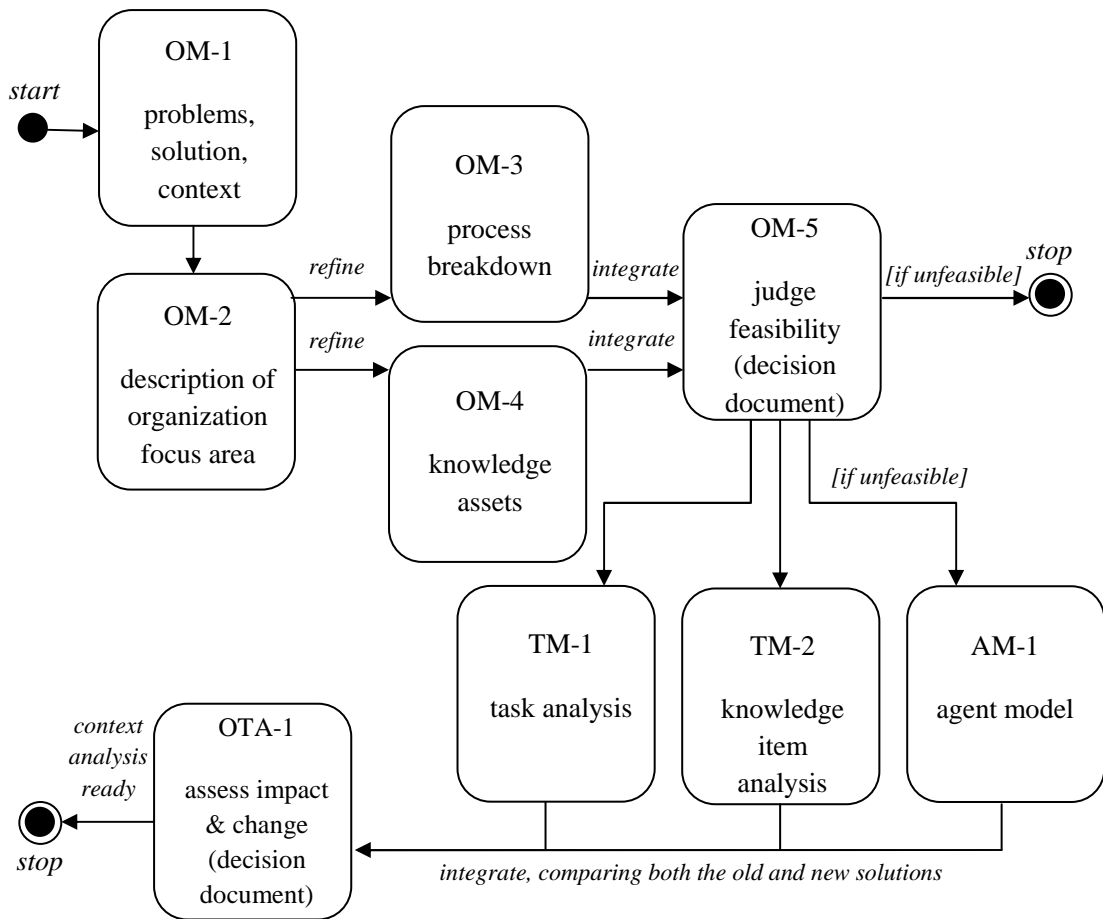 start
OM-1
problems,
solution,
context
OM-2
description of
organization
focus area
refine
refine
OM-3
process
breakdown
OM-4
knowledge
assets
integrate
integrate
OM-5
judge
feasibility
(decision
document)
[if unfeasible]
stop
[if unfeasible]
TM-1
task analysis
TM-2
knowledge
item
analysis
AM-1
agent model
integrate, comparing both the old and new solutions
OTA-1
assess impact
& change
(decision
document)
context
analysis
ready
stop